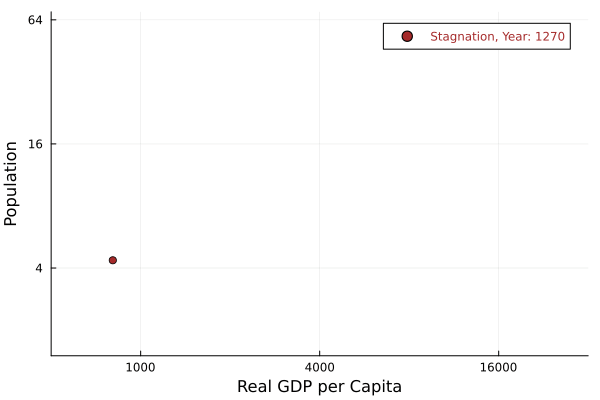 64
Stagnation, Year: 1270
16
Population
4
1000
4000
16000
Real GDP per Capita